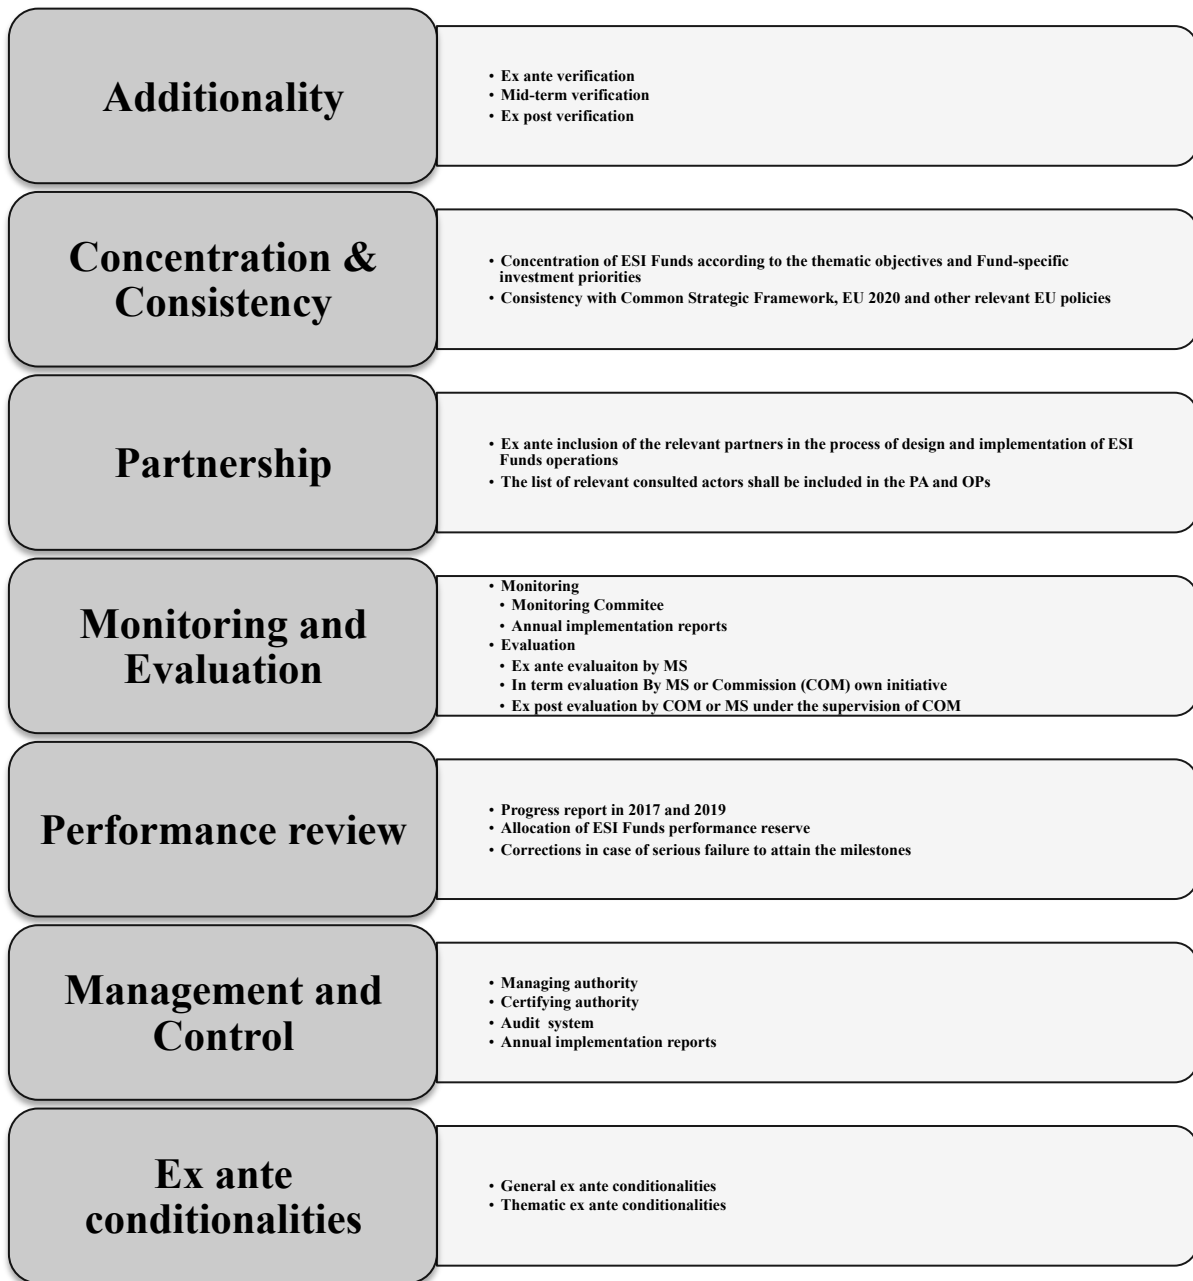 Additionality
• Ex ante verification
• Mid-term verification
• Ex post verification
Concentration &
Consistency
• Concentration of ESI Funds according to the thematic objectives and Fund-specific
investment priorities
• Consistency with Common Strategic Framework, EU 2020 and other relevant EU policies
Partnership
• Ex ante inclusion of the relevant partners in the process of design and implementation of ESI
Funds operations
• The list of relevant consulted actors shall be included in the PA and OPs
Monitoring and
Evaluation
• Monitoring
• Monitoring Commitee
• Annual implementation reports
• Evaluation
• Ex ante evaluaiton by MS
• In term evaluation By MS or Commission (COM) own initiative
• Ex post evaluation by COM or MS under the supervision of COM
Performance review
• Progress report in 2017 and 2019
• Allocation of ESI Funds performance reserve
• Corrections in case of serious failure to attain the milestones
Management and
Control
• Managing authority
• Certifying authority
• Audit  system
• Annual implementation reports
Ex ante
conditionalities
• General ex ante conditionalities
• Thematic ex ante conditionalities